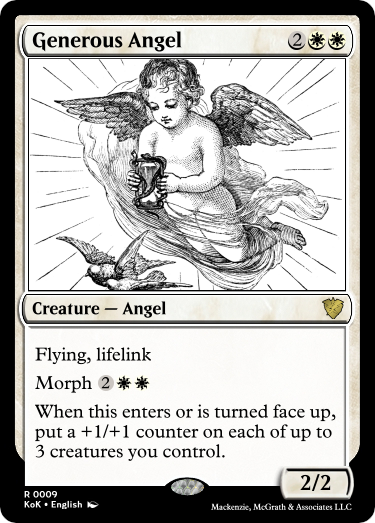 Generous Angel 2
Creature — Angel
Flying, lifelink
Morph 2
When this enters or is turned face up,
put a +1/+1 counter on each of up to
3 creatures you control.
2/2
R 0009
KoK • English
Mackenzie, McGrath & Associates LLC